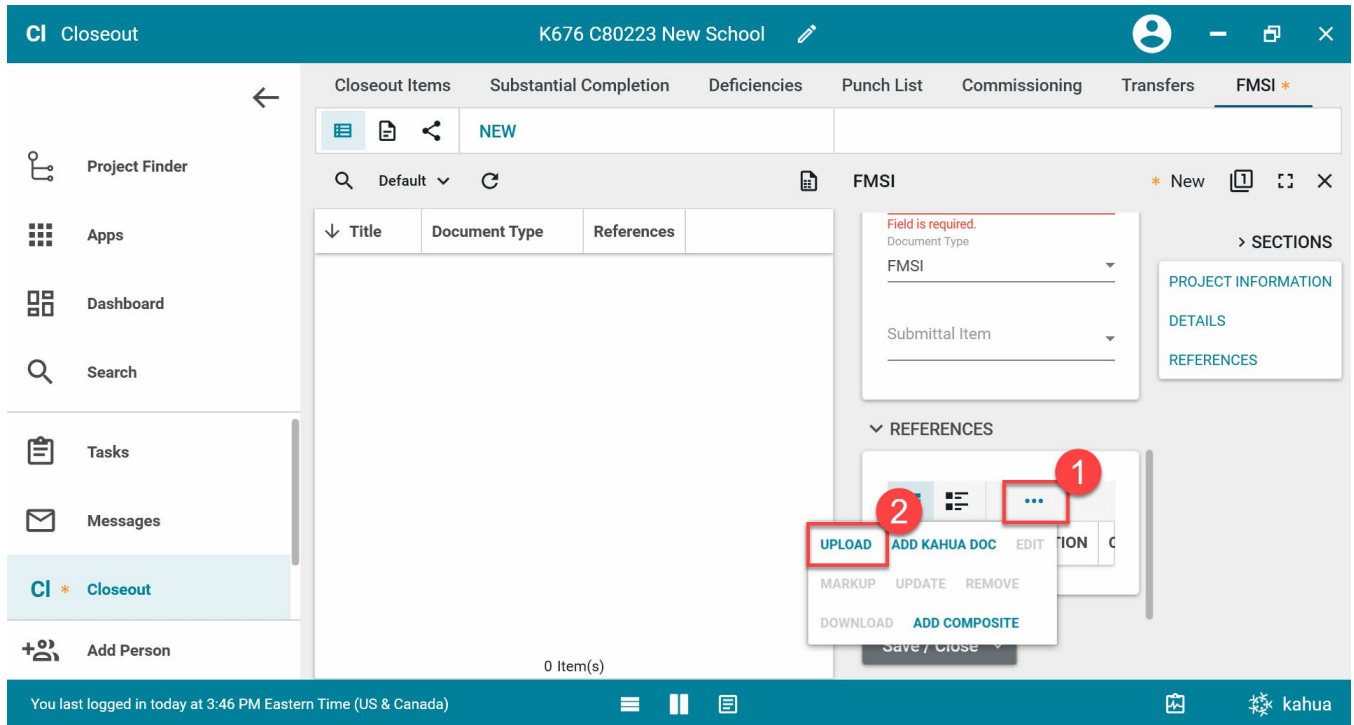 Cl Closeout
K676 C80223 New School
Closeout Items Substantial Completion Deficiencies Punch List Commissioning Transfers FMSI *
NEW
Project Finder
Default
FMSI
* New
Apps
Title Document Type References
Field is required.
Document Type
FMSI
> SECTIONS
PROJECT INFORMATION
DETAILS
REFERENCES
Dashboard
Submittal Item
Search
REFERENCES
Tasks
1
2
Messages
UPLOAD ADD KAHUA DOC EDIT TION
MARKUP UPDATE REMOVE
DOWNLOAD ADD COMPOSITE
Cl * Closeout
Add Person
Save / Close
0 Item(s)
You last logged in today at 3:46 PM Eastern Time (US & Canada)
kahua